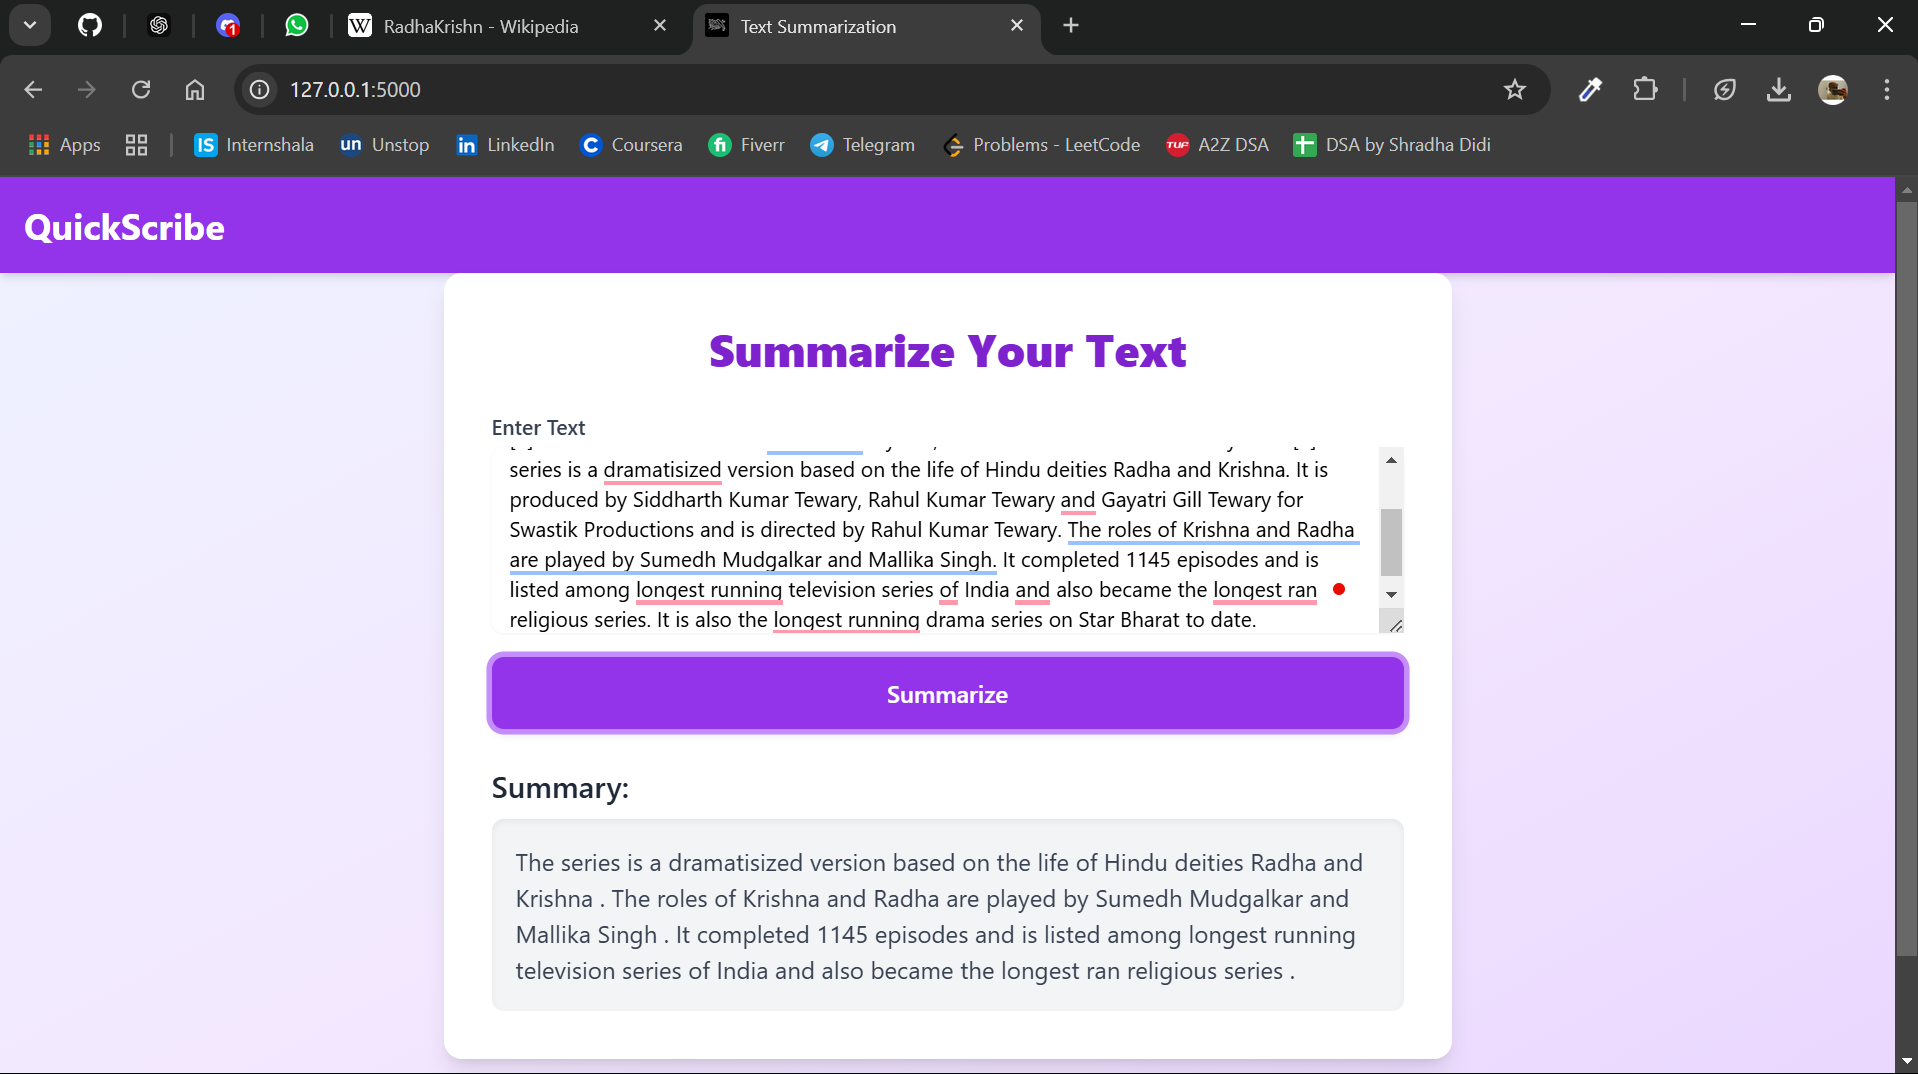 1
RadhaKrishn - Wikipedia
Text Summarization
127.0.0.1:5000
Apps
IS Internshala
un Unstop
in LinkedIn
C Coursera
fi Fiverr
Telegram
Problems - LeetCode
TUF A2Z DSA
DSA by Shradha Didi
QuickScribe
Summarize Your Text
Enter Text
series is a dramatisized version based on the life of Hindu deities Radha and Krishna. It is
produced by Siddharth Kumar Tewary, Rahul Kumar Tewary and Gayatri Gill Tewary for
Swastik Productions and is directed by Rahul Kumar Tewary. The roles of Krishna and Radha
are played by Sumedh Mudgalkar and Mallika Singh. It completed 1145 episodes and is
listed among longest running television series of India and also became the longest ran
religious series. It is also the longest running drama series on Star Bharat to date.
Summarize
Summary:
The series is a dramatisized version based on the life of Hindu deities Radha and
Krishna . The roles of Krishna and Radha are played by Sumedh Mudgalkar and
Mallika Singh . It completed 1145 episodes and is listed among longest running
television series of India and also became the longest ran religious series .